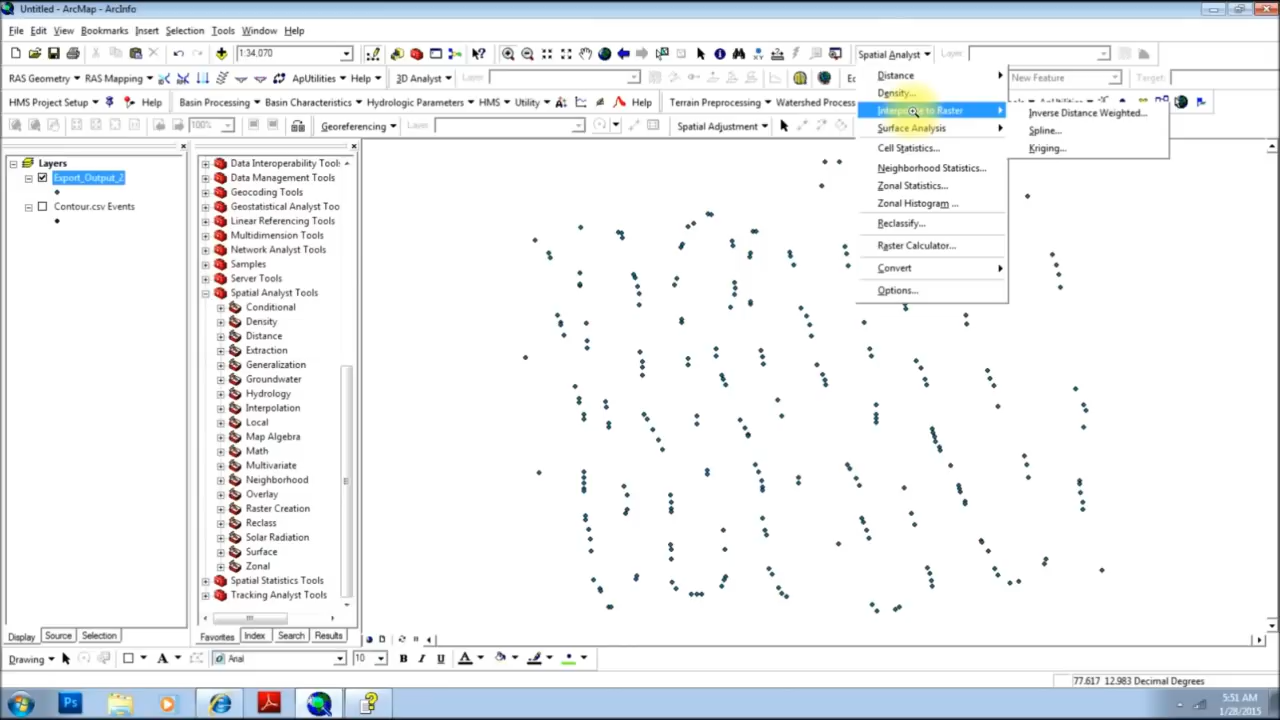 Untitled - ArcMap - ArcInfo
File Edit View Bookmarks Insert Selection Tools Window Help
1:34.070 Spatial Analyst Layer:
RAS Geometry RAS Mapping ApUtilities Help 3D Analyst Layer: New Feature Target:
HMS Project Setup Help Basin Processing Basin Characteristics Hydrologic Parameters HMS Utility Help Terrain Preprocessing Watershed Process
100% Georeferencing Layer: Spatial Adjustment
Distance
Density...
Interpolate to Raster
Surface Analysis
Cell Statistics...
Neighborhood Statistics...
Zonal Statistics...
Zonal Histogram ...
Reclassify...
Raster Calculator...
Convert
Options...
Inverse Distance Weighted...
Spline...
Kriging...
Layers
Export_Output_2
Contour.csv Events
Data Interoperability Tools
Data Management Tools
Geocoding Tools
Geostatistical Analyst Too
Linear Referencing Tools
Multidimension Tools
Network Analyst Tools
Samples
Server Tools
Spatial Analyst Tools
Conditional
Density
Distance
Extraction
Generalization
Groundwater
Hydrology
Interpolation
Local
Map Algebra
Math
Multivariate
Neighborhood
Overlay
Raster Creation
Reclass
Solar Radiation
Surface
Zonal
Spatial Statistics Tools
Tracking Analyst Tools
Display Source Selection
Favorites Index Search Results
Drawing A Arial 10 B I U A
77.617 12.983 Decimal Degrees
Ps
5:51 AM
1/28/2015